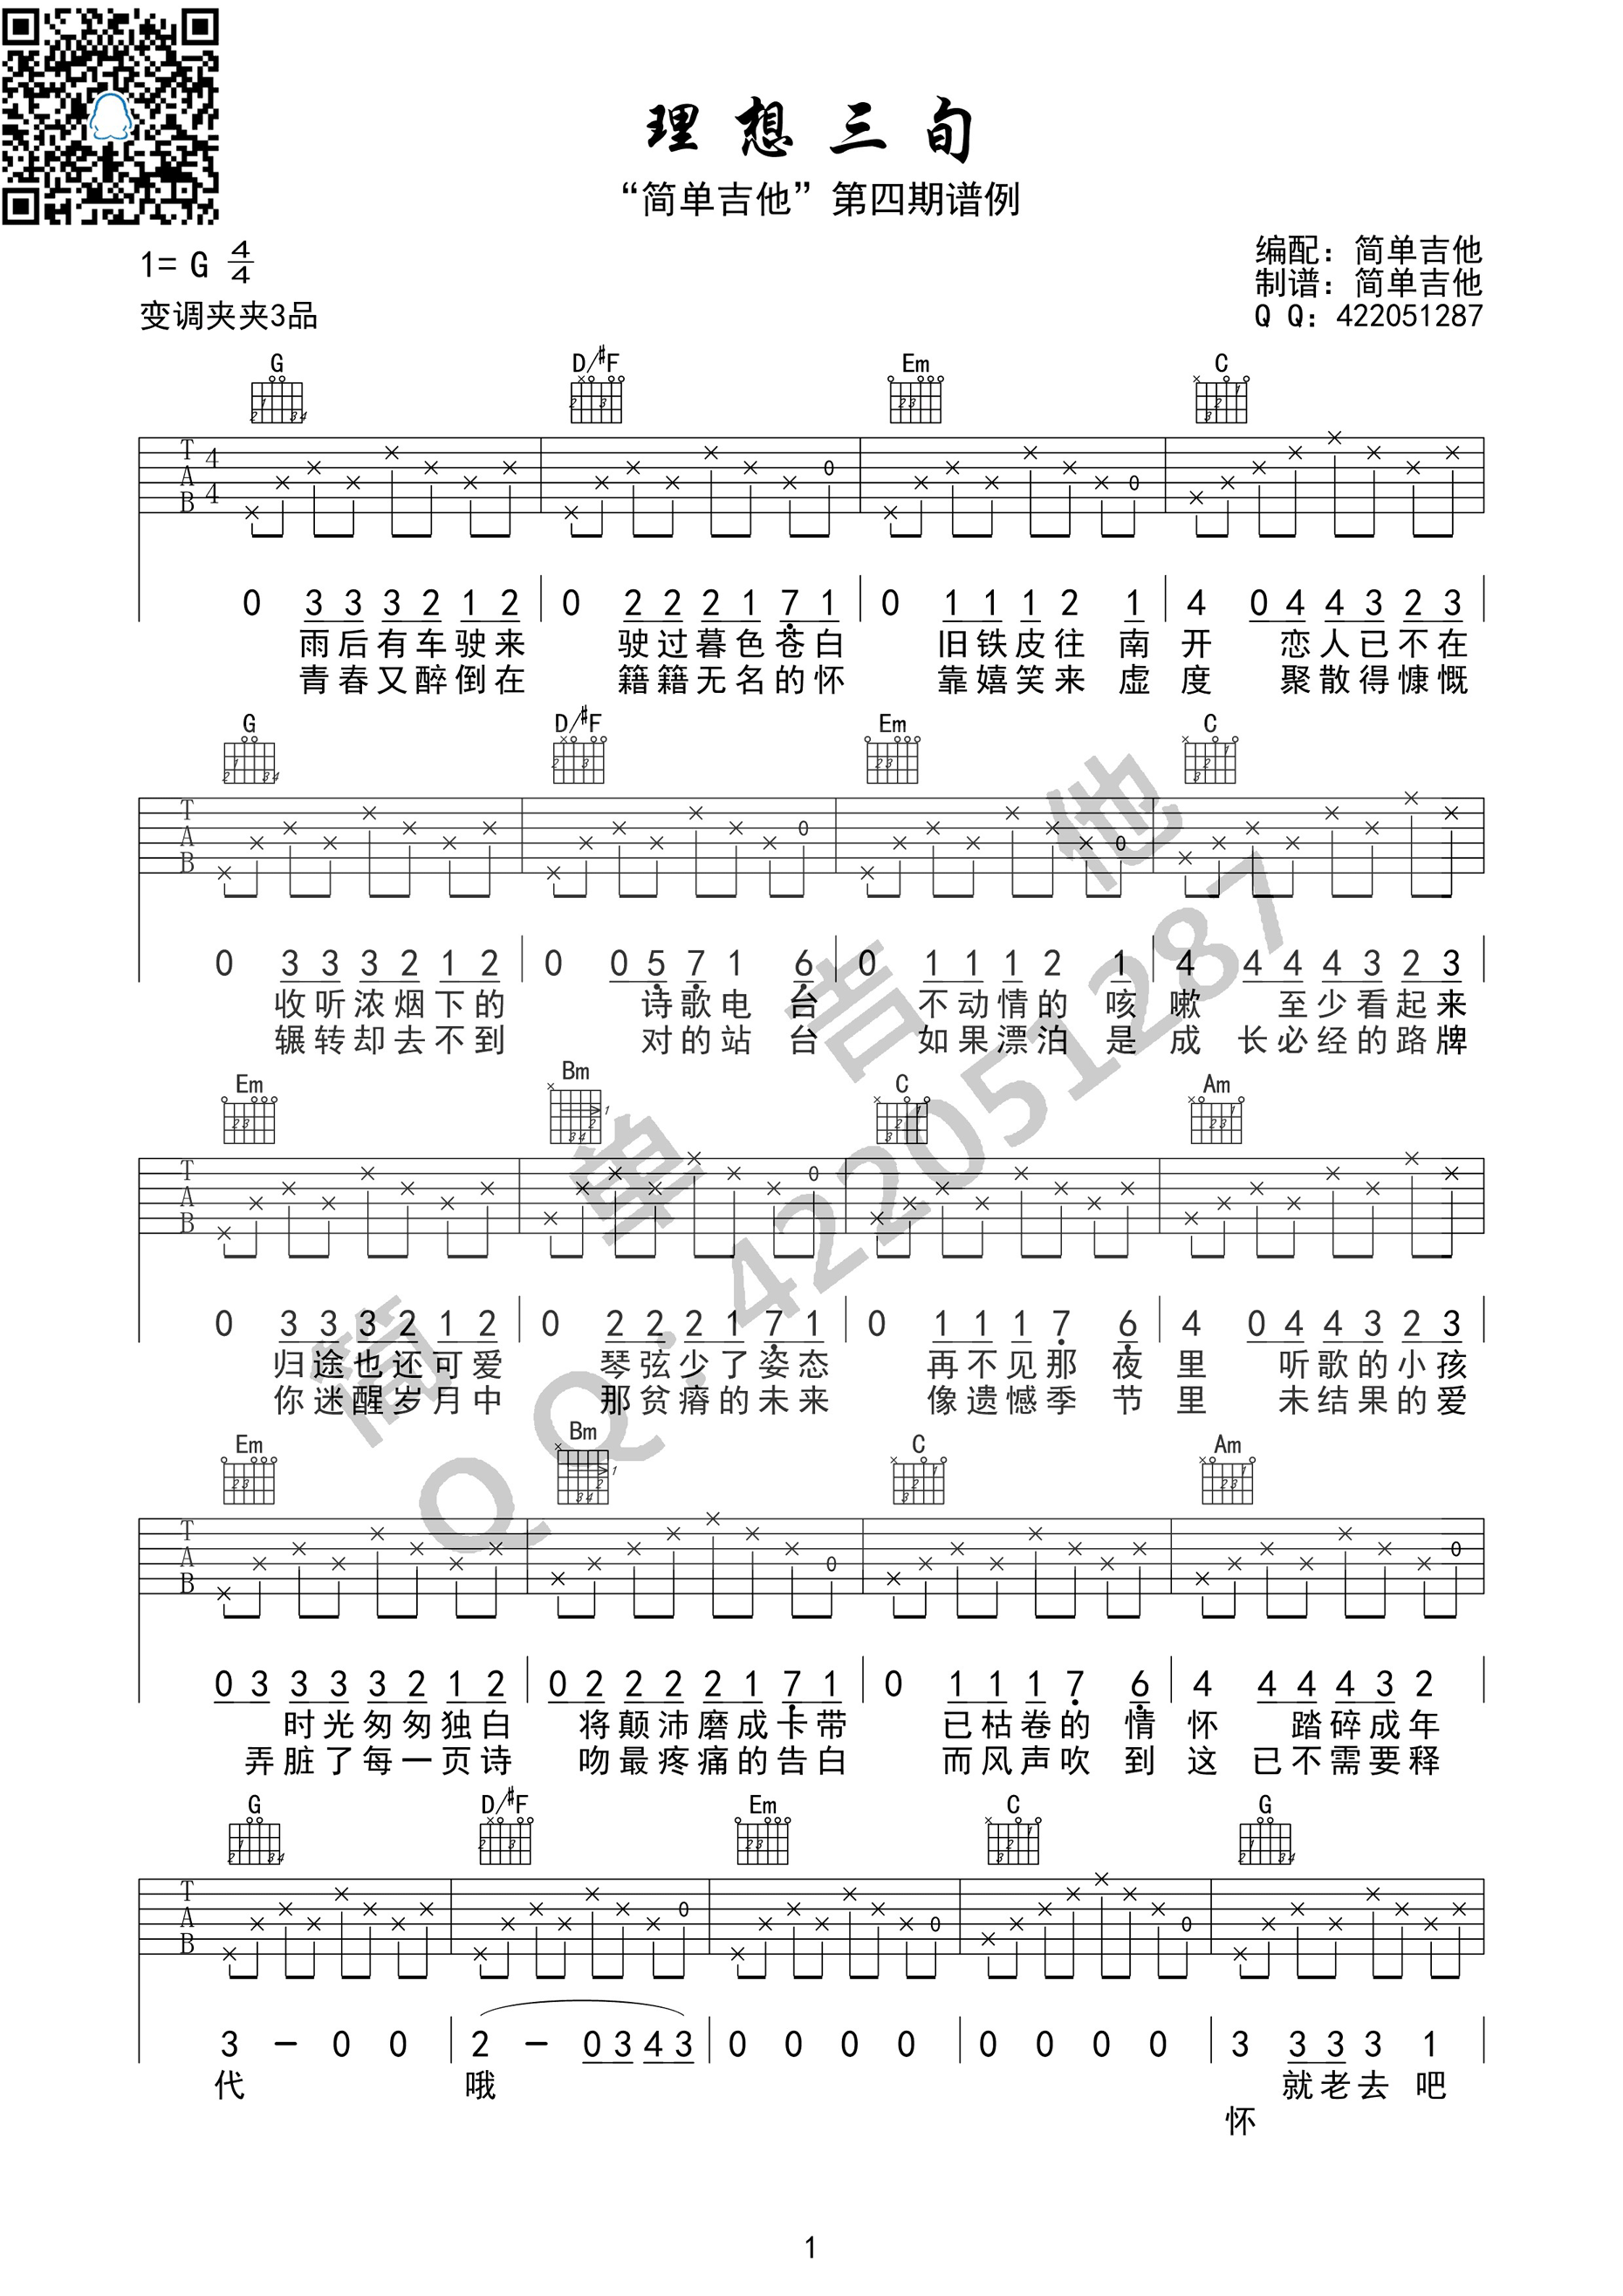 理想三旬
“简单吉他”第四期谱例
1= G 4/4
变调夹夹3品
编配：简单吉他
制谱：简单吉他
Q Q：422051287
G D/#F Em C
T A B 4/4
0 3 3 3 2 1 2 | 0 2 2 2 1 7 1 | 0 1 1 1 2 1 | 4 0 4 4 3 2 3
雨后有车驶来 驶过暮色苍白 旧铁皮往南开 恋人已不在
青春又醉倒在 籍籍无名的怀 靠嬉笑来虚度 聚散得慷慨
G D/#F Em C
T A B
0 3 3 3 2 1 2 | 0 0 5 7 1 6 | 0 1 1 1 2 1 | 4 4 4 4 3 2 3
收听浓烟下的 诗歌电台 不动情的咳嗽 至少看起来
辗转却去不到 对的站台 如果漂泊是成 长必经的路牌
Em Bm C Am
T A B
0 3 3 3 2 1 2 | 0 2 2 2 1 7 1 | 0 1 1 1 7 6 | 4 0 4 4 3 2 3
归途也还可爱 琴弦少了姿态 再不见那夜里 听歌的小孩
你迷醒岁月中 那贫瘠的未来 像遗憾季节里 未结果的爱
Em Bm C Am
T A B
0 3 3 3 3 2 1 2 | 0 2 2 2 2 1 7 1 | 0 1 1 1 7 6 | 4 4 4 4 3 2
时光匆匆独白 将颠沛磨成卡带 已枯卷的情怀 踏碎成年
弄脏了每一页诗 吻最疼痛的告白 而风声吹到这 已不需要释
G D/#F Em C G
T A B
3 – 0 0 | 2 – 0 3 4 3 | 0 0 0 0 | 0 0 0 0 | 3 3 3 3 1
代 哦 就老去吧
怀
简单吉他
QQ：422051287
1